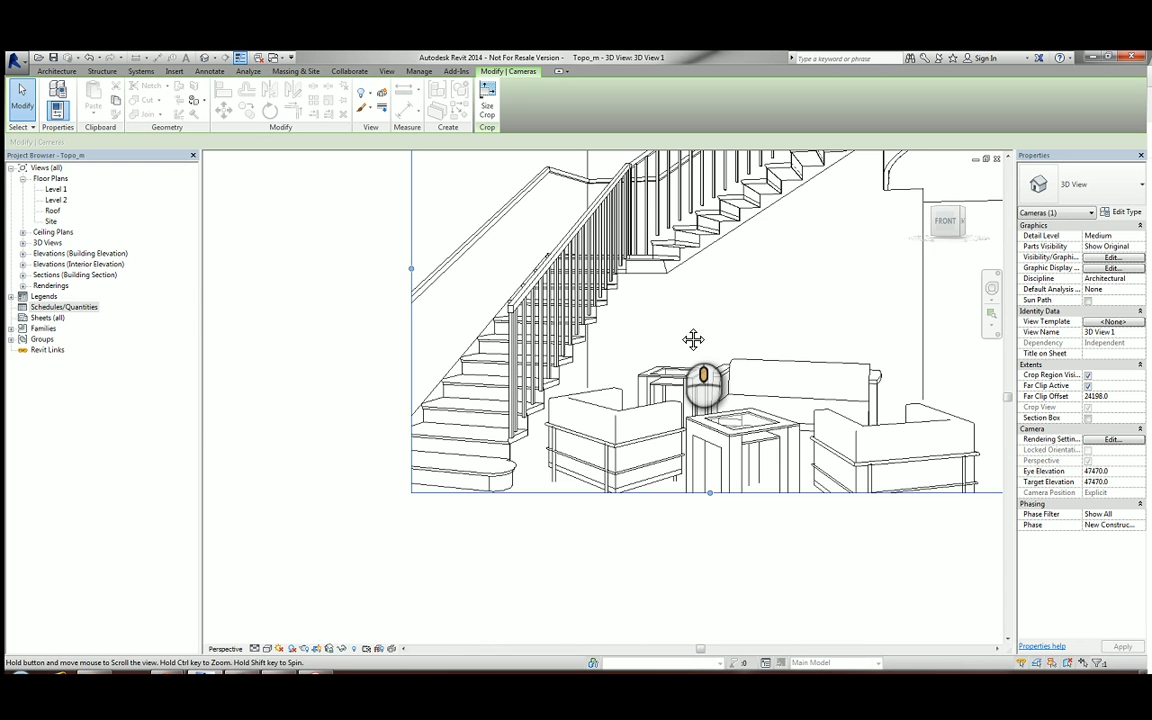 Autodesk Revit 2014 - Not For Resale Version - Topo_m - 3D View: 3D View 1
Type a keyword or phrase
Sign In
Architecture Structure Systems Insert Annotate Analyze Massing & Site Collaborate View Manage Add-Ins Modify | Cameras
Modify
Paste
Notch
Cut
Join
Size
Crop
Select Properties Clipboard Geometry Modify View Measure Create Crop
Modify | Cameras
Project Browser - Topo_m
Views (all)
Floor Plans
Level 1
Level 2
Roof
Site
Ceiling Plans
3D Views
Elevations (Building Elevation)
Elevations (Interior Elevation)
Sections (Building Section)
Renderings
Legends
Schedules/Quantities
Sheets (all)
Families
Groups
Revit Links
FRONT
Properties
3D View
Cameras (1) Edit Type
Graphics
Detail Level Medium
Parts Visibility Show Original
Visibility/Graphi... Edit...
Graphic Display ... Edit...
Discipline Architectural
Default Analysis ... None
Sun Path
Identity Data
View Template <None>
View Name 3D View 1
Dependency Independent
Title on Sheet
Extents
Crop Region Visi...
Far Clip Active
Far Clip Offset 24198.0
Crop View
Section Box
Camera
Rendering Settin... Edit...
Locked Orientati...
Perspective
Eye Elevation 47470.0
Target Elevation 47470.0
Camera Position Explicit
Phasing
Phase Filter Show All
Phase New Construc...
Properties help Apply
Perspective
Hold button and move mouse to Scroll the view. Hold Ctrl key to Zoom. Hold Shift key to Spin.
:0
Main Model
:1